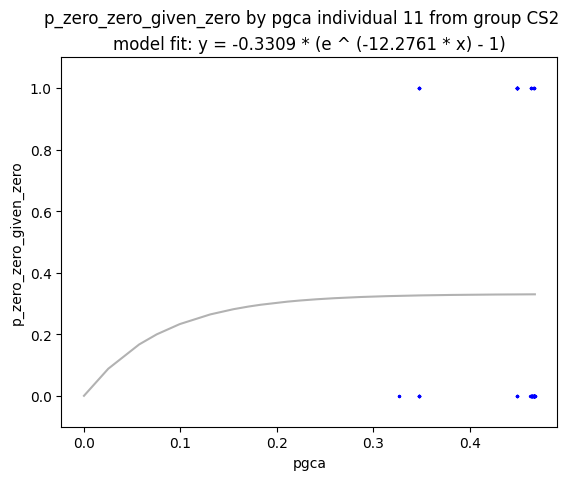 p_zero_zero_given_zero by pgca individual 11 from group CS2
model fit: y = -0.3309 * (e ^ (-12.2761 * x) - 1)
1.0
0.8
0.6
0.4
0.2
0.0
p_zero_zero_given_zero
0.0 0.1 0.2 0.3 0.4
pgca